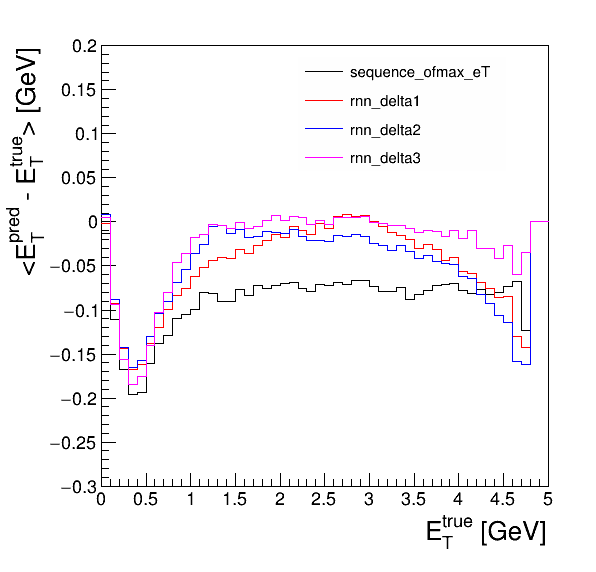 <E_T^pred - E_T^true> [GeV]
0.2
0.15
0.1
0.05
0
−0.05
−0.1
−0.15
−0.2
−0.25
−0.3
sequence_ofmax_eT
rnn_delta1
rnn_delta2
rnn_delta3
0 0.5 1 1.5 2 2.5 3 3.5 4 4.5 5
E_T^true [GeV]